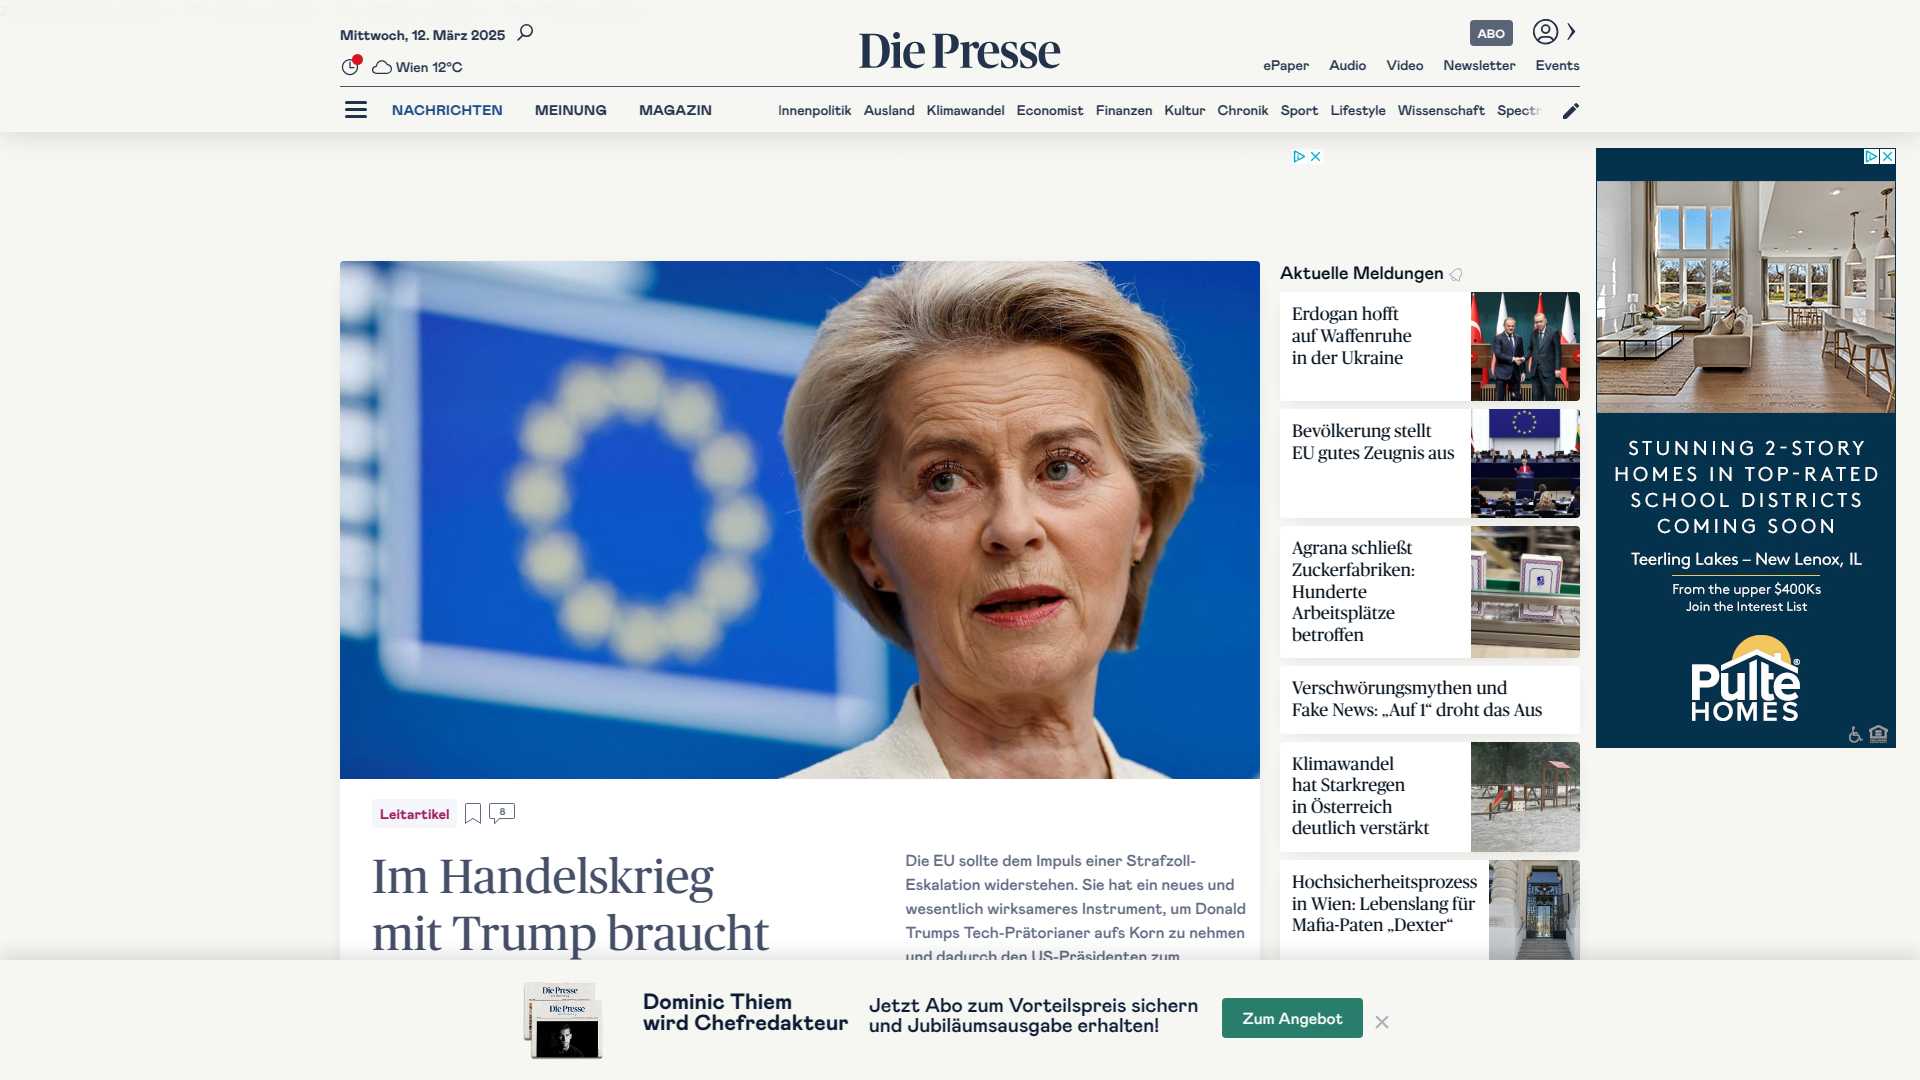 Mittwoch, 12. März 2025
Wien 12°C
Die Presse
ABO
ePaper Audio Video Newsletter Events
NACHRICHTEN MEINUNG MAGAZIN
Innenpolitik Ausland Klimawandel Economist Finanzen Kultur Chronik Sport Lifestyle Wissenschaft Spectr
Aktuelle Meldungen
Erdogan hofft
auf Waffenruhe
in der Ukraine
Bevölkerung stellt
EU gutes Zeugnis aus
Agrana schließt
Zuckerfabriken:
Hunderte
Arbeitsplätze
betroffen
Verschwörungsmythen und
Fake News: „Auf 1“ droht das Aus
Klimawandel
hat Starkregen
in Österreich
deutlich verstärkt
Hochsicherheitsprozess
in Wien: Lebenslang für
Mafia-Paten „Dexter“
STUNNING 2-STORY
HOMES IN TOP-RATED
SCHOOL DISTRICTS
COMING SOON
Teerling Lakes – New Lenox, IL
From the upper $400Ks
Join the Interest List
Pulte®
HOMES
Leitartikel
8
Im Handelskrieg
mit Trump braucht
Die EU sollte dem Impuls einer Strafzoll-
Eskalation widerstehen. Sie hat ein neues und
wesentlich wirksameres Instrument, um Donald
Trumps Tech-Prätorianer aufs Korn zu nehmen
und dadurch den US-Präsidenten zum
Die Presse
Die Presse
Dominic Thiem
wird Chefredakteur
Jetzt Abo zum Vorteilspreis sichern
und Jubiläumsausgabe erhalten!
Zum Angebot